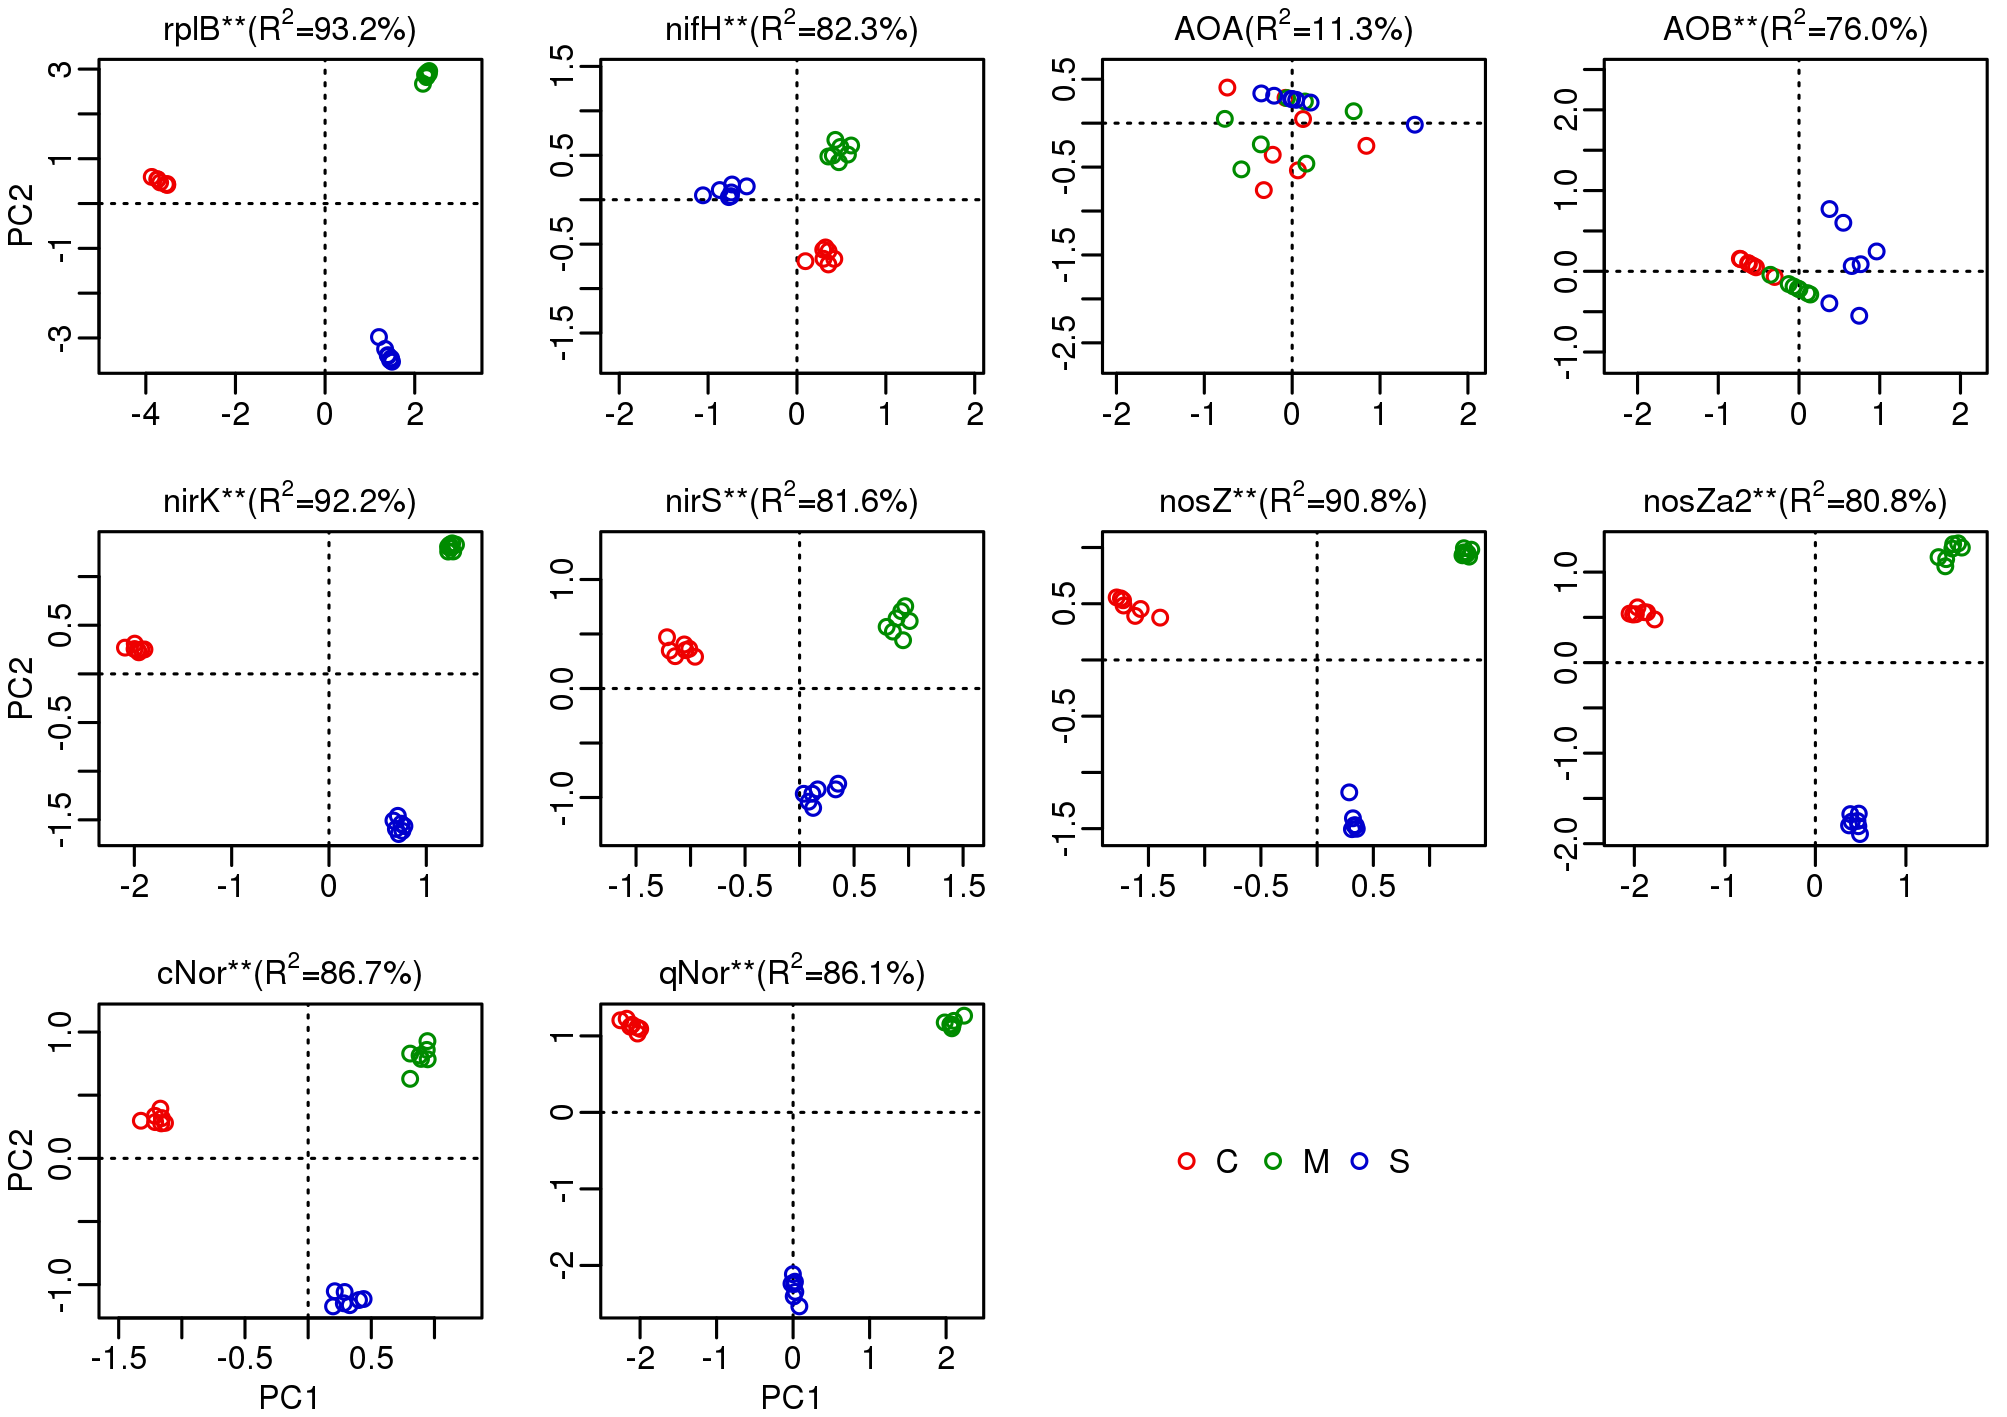 rplB**(R²=93.2%) nifH**(R²=82.3%) AOA(R²=11.3%) AOB**(R²=76.0%)
PC2
3 1 -1 -3
-4 -2 0 2
1.5 0.5 -0.5 -1.5
-2 -1 0 1 2
0.5 -0.5 -1.5 -2.5
-2 -1 0 1 2
2.0 1.0 0.0 -1.0
-2 -1 0 1 2
nirK**(R²=92.2%) nirS**(R²=81.6%) nosZ**(R²=90.8%) nosZa2**(R²=80.8%)
PC2
0.5 -0.5 -1.5
-2 -1 0 1
1.0 0.0 -1.0
-1.5 -0.5 0.5 1.5
0.5 -0.5 -1.5
-1.5 -0.5 0.5
1.0 0.0 -1.0 -2.0
-2 -1 0 1
cNor**(R²=86.7%) qNor**(R²=86.1%)
PC2
1.0 0.0 -1.0
-1.5 -0.5 0.5
PC1
1 0 -1 -2
-2 -1 0 1 2
PC1
C M S